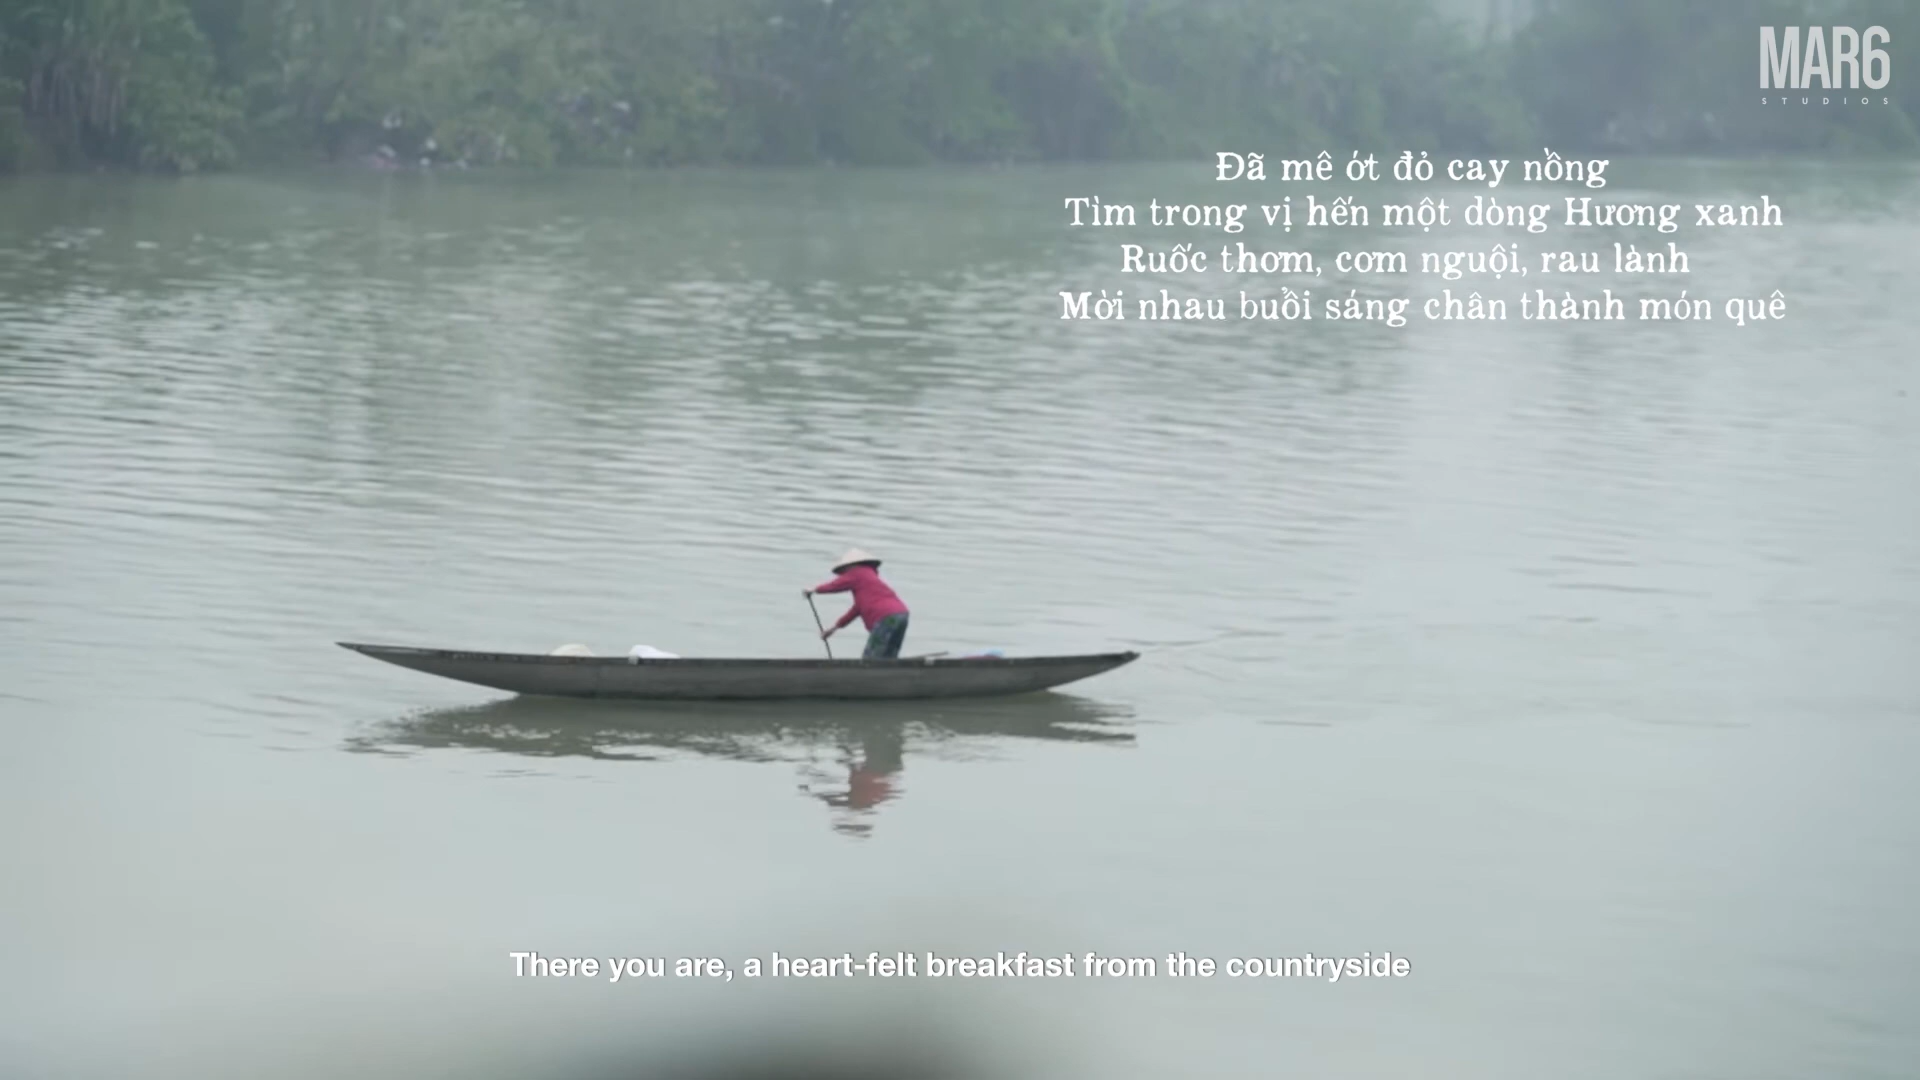 MAR6
STUDIOS
Đã mê ớt đỏ cay nồng
Tìm trong vị hến một dòng Hương xanh
Ruốc thơm, cơm nguội, rau lành
Mời nhau buổi sáng chân thành món quê
There you are, a heart-felt breakfast from the countryside